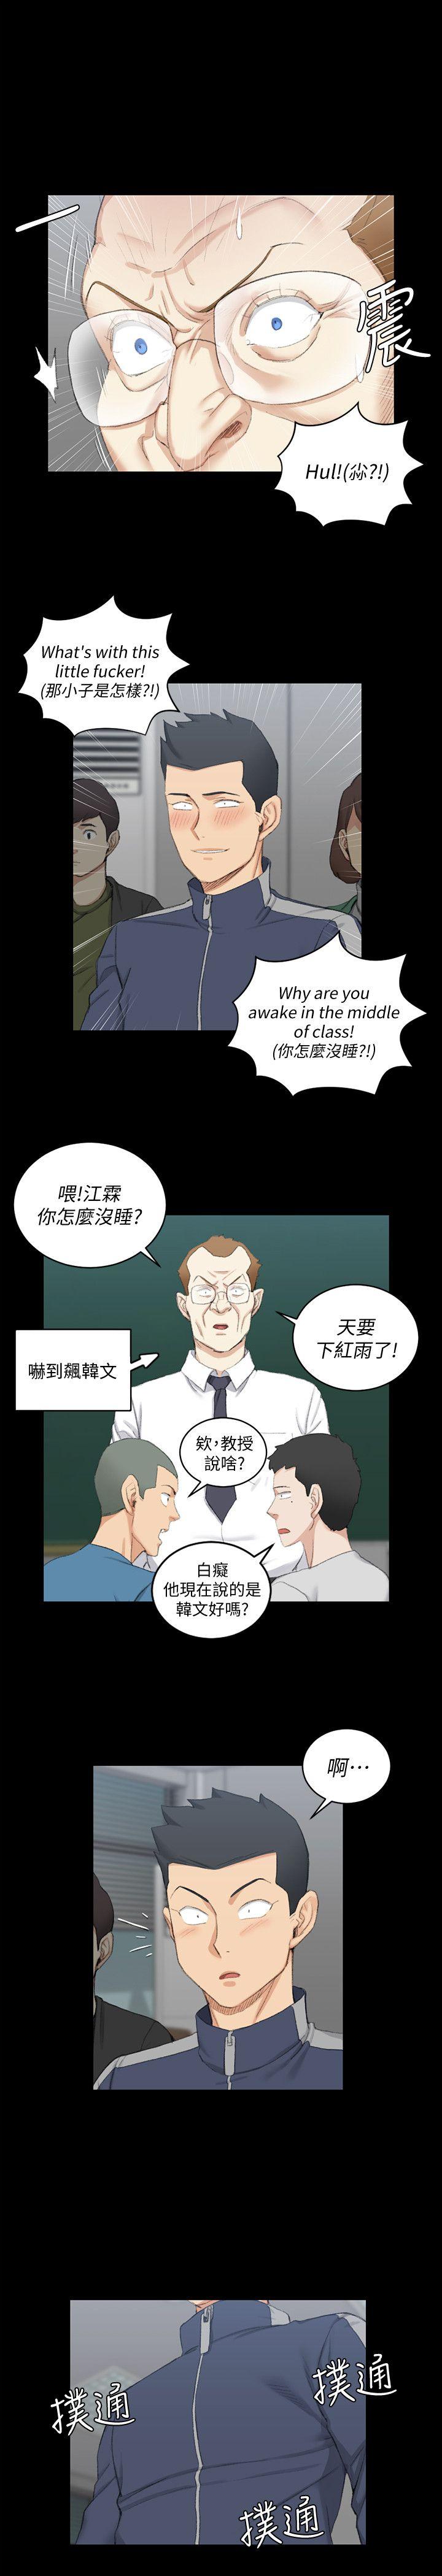 震
Hul!(尛?!)
What's with this
little fucker!
(那小子是怎樣?!)
Why are you
awake in the middle
of class!
(你怎麼沒睡?!)
喂!江霖
你怎麼沒睡?
天要
下紅雨了!
嚇到飆韓文
欸,教授
說啥?
白癡
他現在說的是
韓文好嗎?
啊…
撲通
撲通
撲通